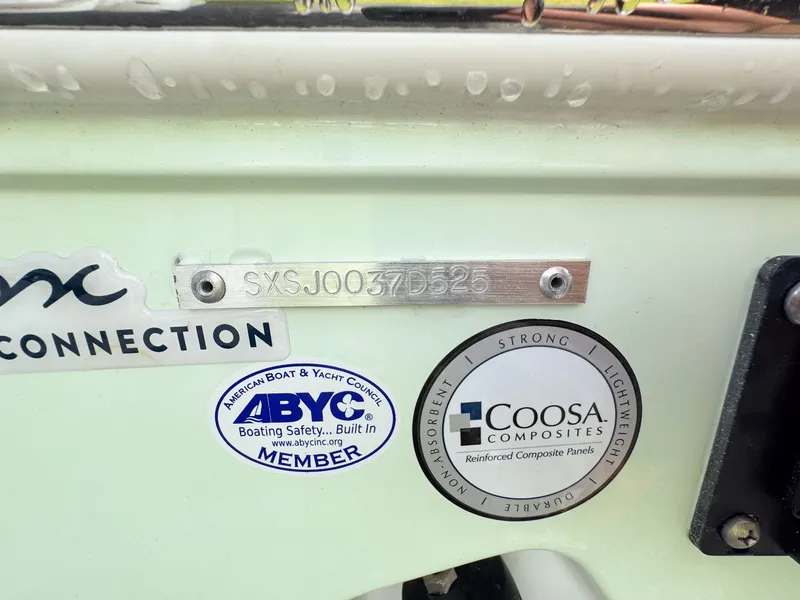 SXSJ0037D525
CONNECTION
AMERICAN BOAT & YACHT COUNCIL
ABYC®
Boating Safety... Built In
www.abycinc.org
MEMBER
STRONG | LIGHTWEIGHT | DURABLE | NON-ABSORBENT |
COOSA™
COMPOSITES
Reinforced Composite Panels